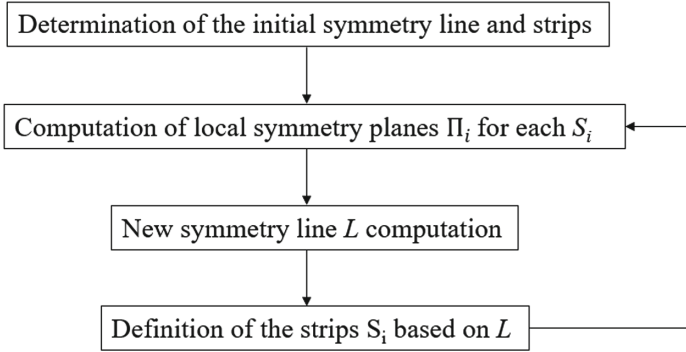 Determination of the initial symmetry line and strips
Computation of local symmetry planes Πi for each Si
New symmetry line L computation
Definition of the strips Si based on L